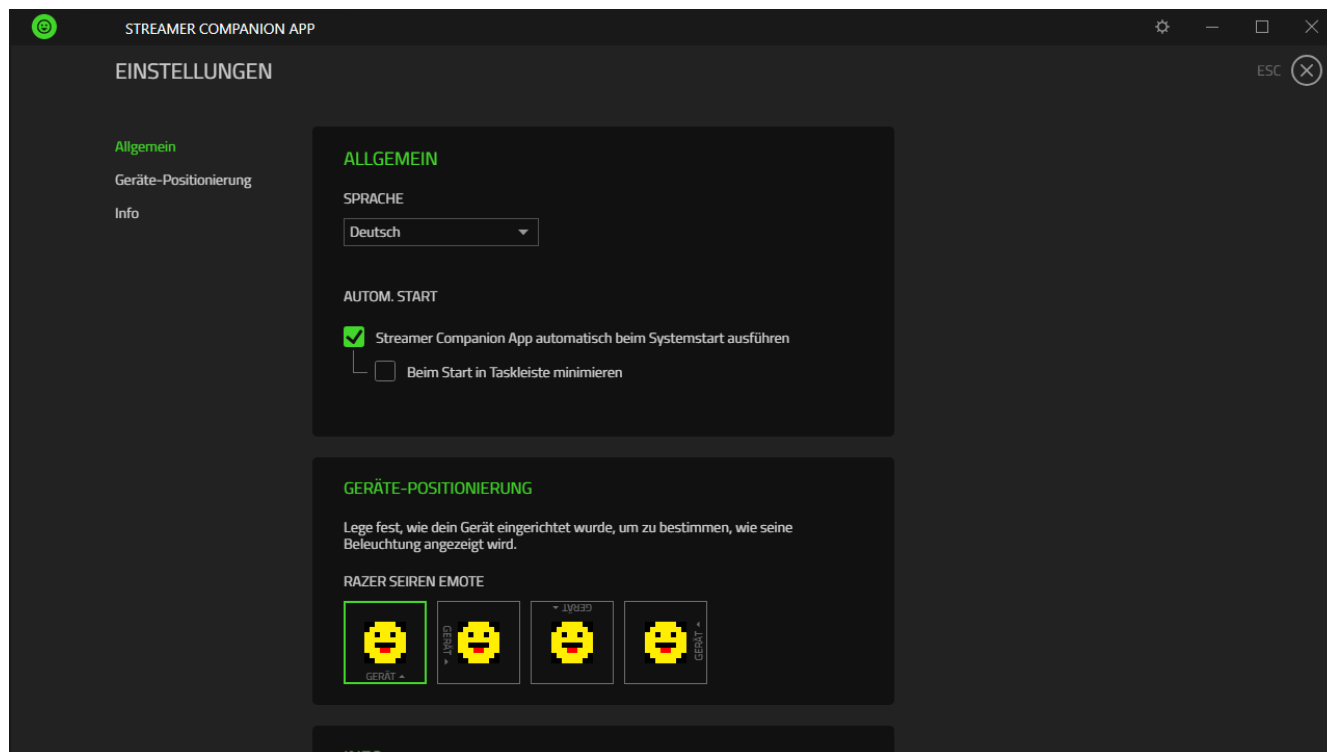 STREAMER COMPANION APP
EINSTELLUNGEN
ESC
Allgemein
Geräte-Positionierung
Info
ALLGEMEIN
SPRACHE
Deutsch
AUTOM. START
Streamer Companion App automatisch beim Systemstart ausführen
Beim Start in Taskleiste minimieren
GERÄTE-POSITIONIERUNG
Lege fest, wie dein Gerät eingerichtet wurde, um zu bestimmen, wie seine
Beleuchtung angezeigt wird.
RAZER SEIREN EMOTE
GERÄT
GERÄT
GERÄT
GERÄT
INFO